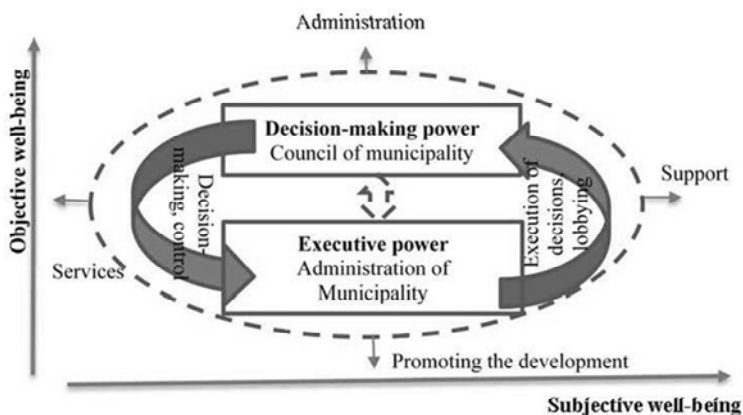 Administration
Objective well-being
Decision-making power
Council of municipality
Decision-
making, control
Execution of
decisions,
lobbying
Support
Services
Executive power
Administration of
Municipality
Promoting the development
Subjective well-being